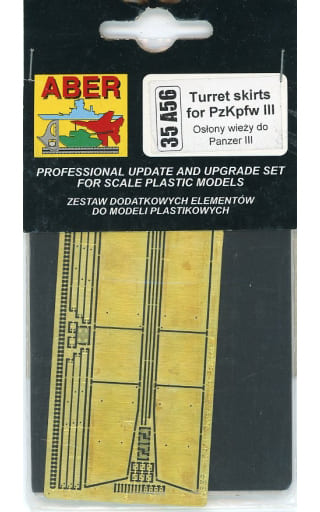 ABER
35 A56
Turret skirts
for PzKpfw III
Osłony wieży do
Panzer III
PROFESSIONAL UPDATE AND UPGRADE SET
FOR SCALE PLASTIC MODELS
ZESTAW DODATKOWYCH ELEMENTÓW
DO MODELI PLASTIKOWYCH